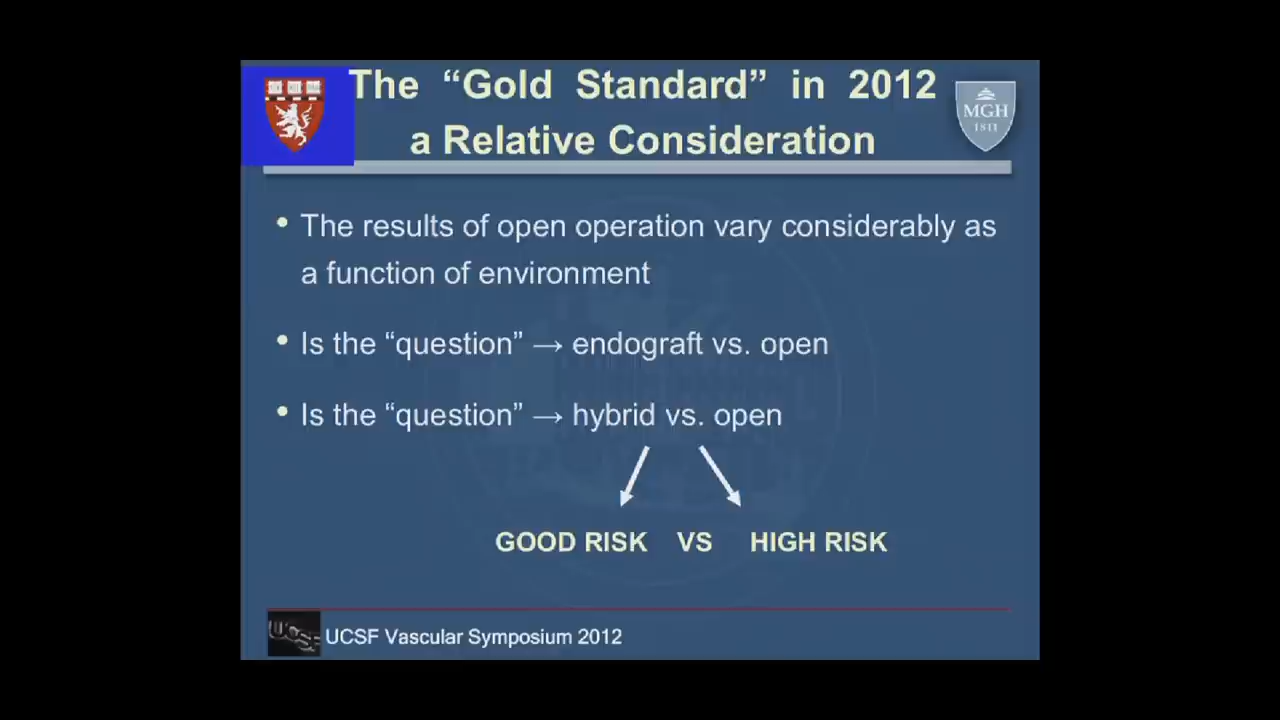 The “Gold Standard” in 2012
a Relative Consideration
MGH
1811
• The results of open operation vary considerably as
a function of environment
• Is the “question” → endograft vs. open
• Is the “question” → hybrid vs. open
GOOD RISK VS HIGH RISK
UCSF
UCSF Vascular Symposium 2012